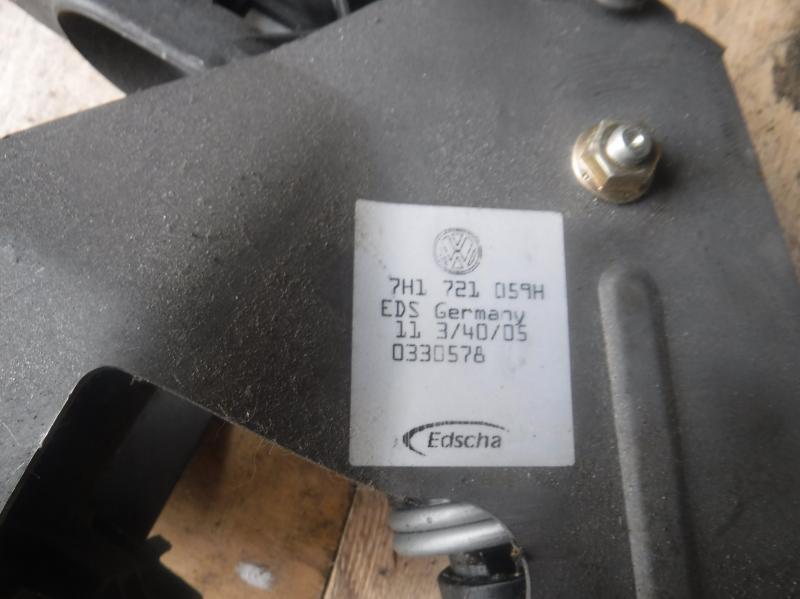 7H1 721 059H
EDS Germany
11 3/40/05
0330578
Edscha